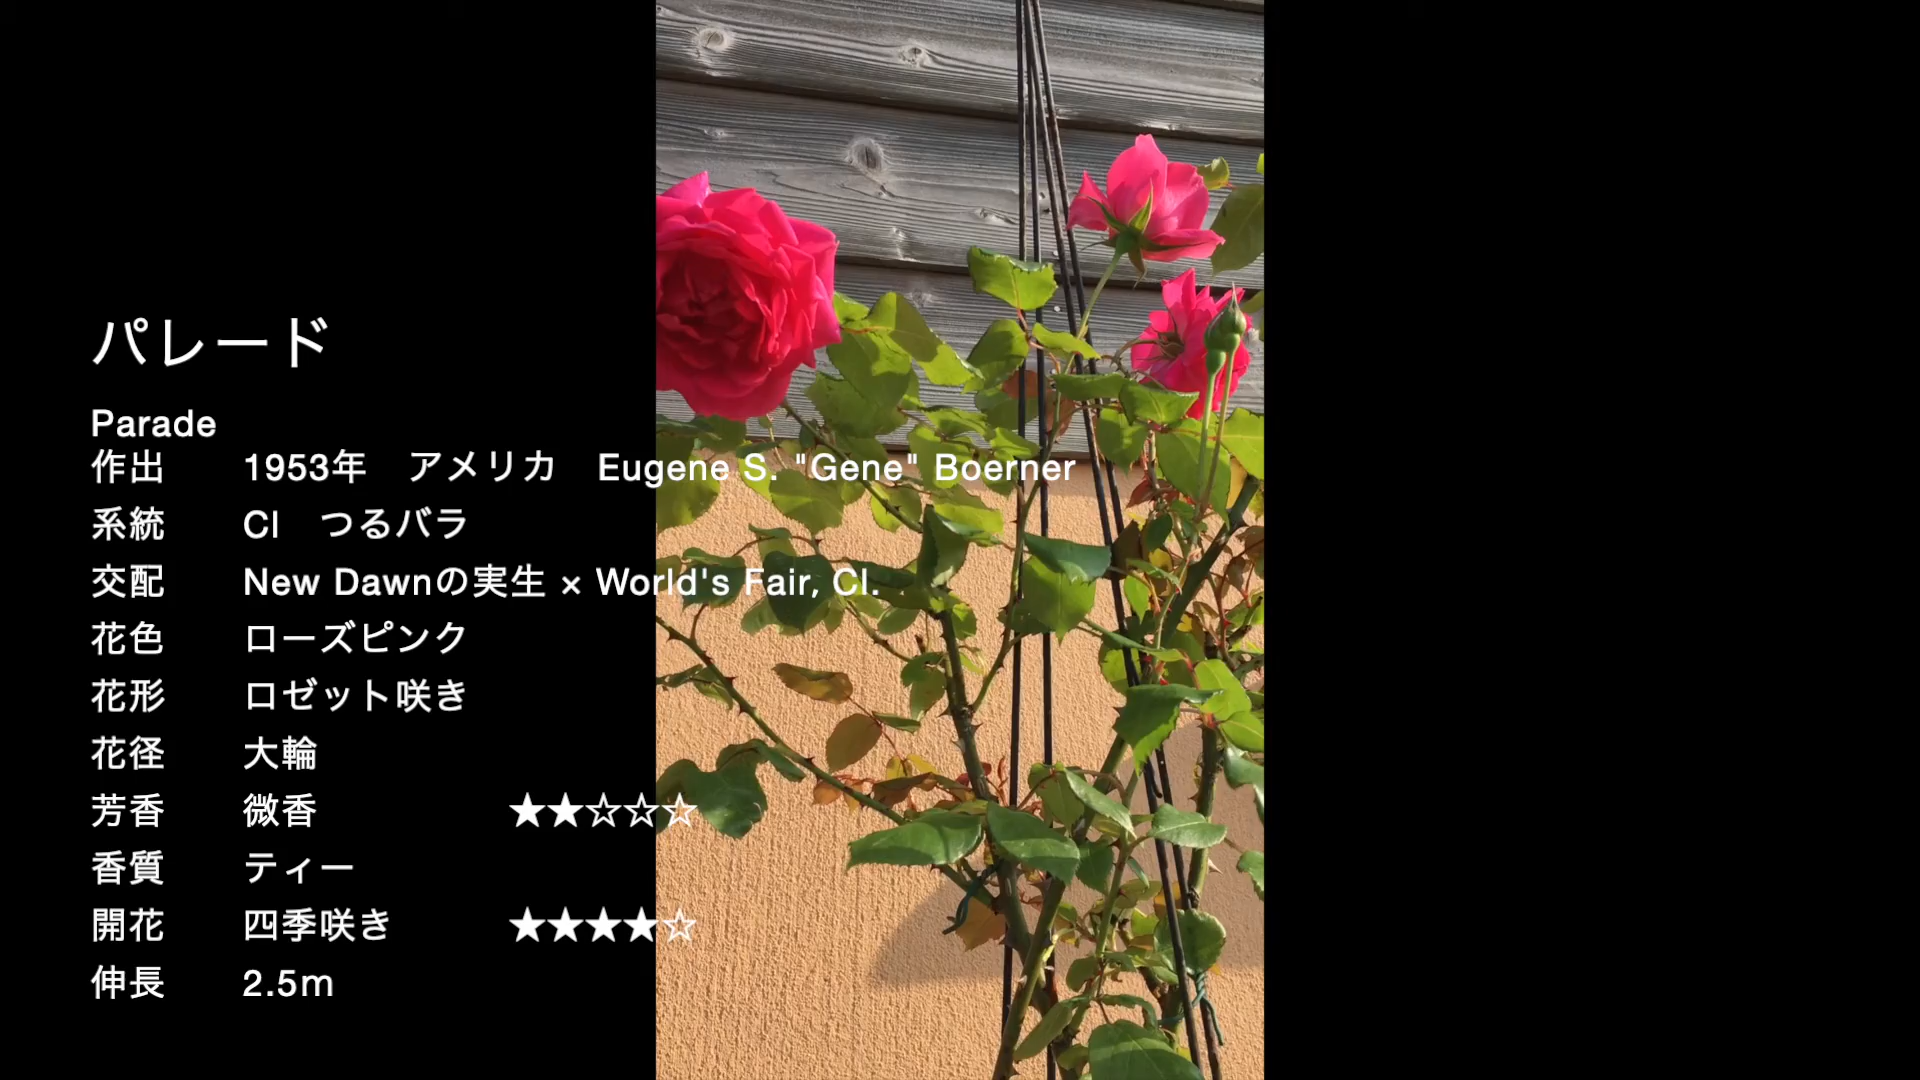 パレード
Parade
作出 1953年 アメリカ Eugene S. "Gene" Boerner
系統 Cl つるバラ
交配 New Dawnの実生 × World's Fair, Cl.
花色 ローズピンク
花形 ロゼット咲き
花径 大輪
芳香 微香 ★★☆☆☆
香質 ティー
開花 四季咲き ★★★★☆
伸長 2.5m